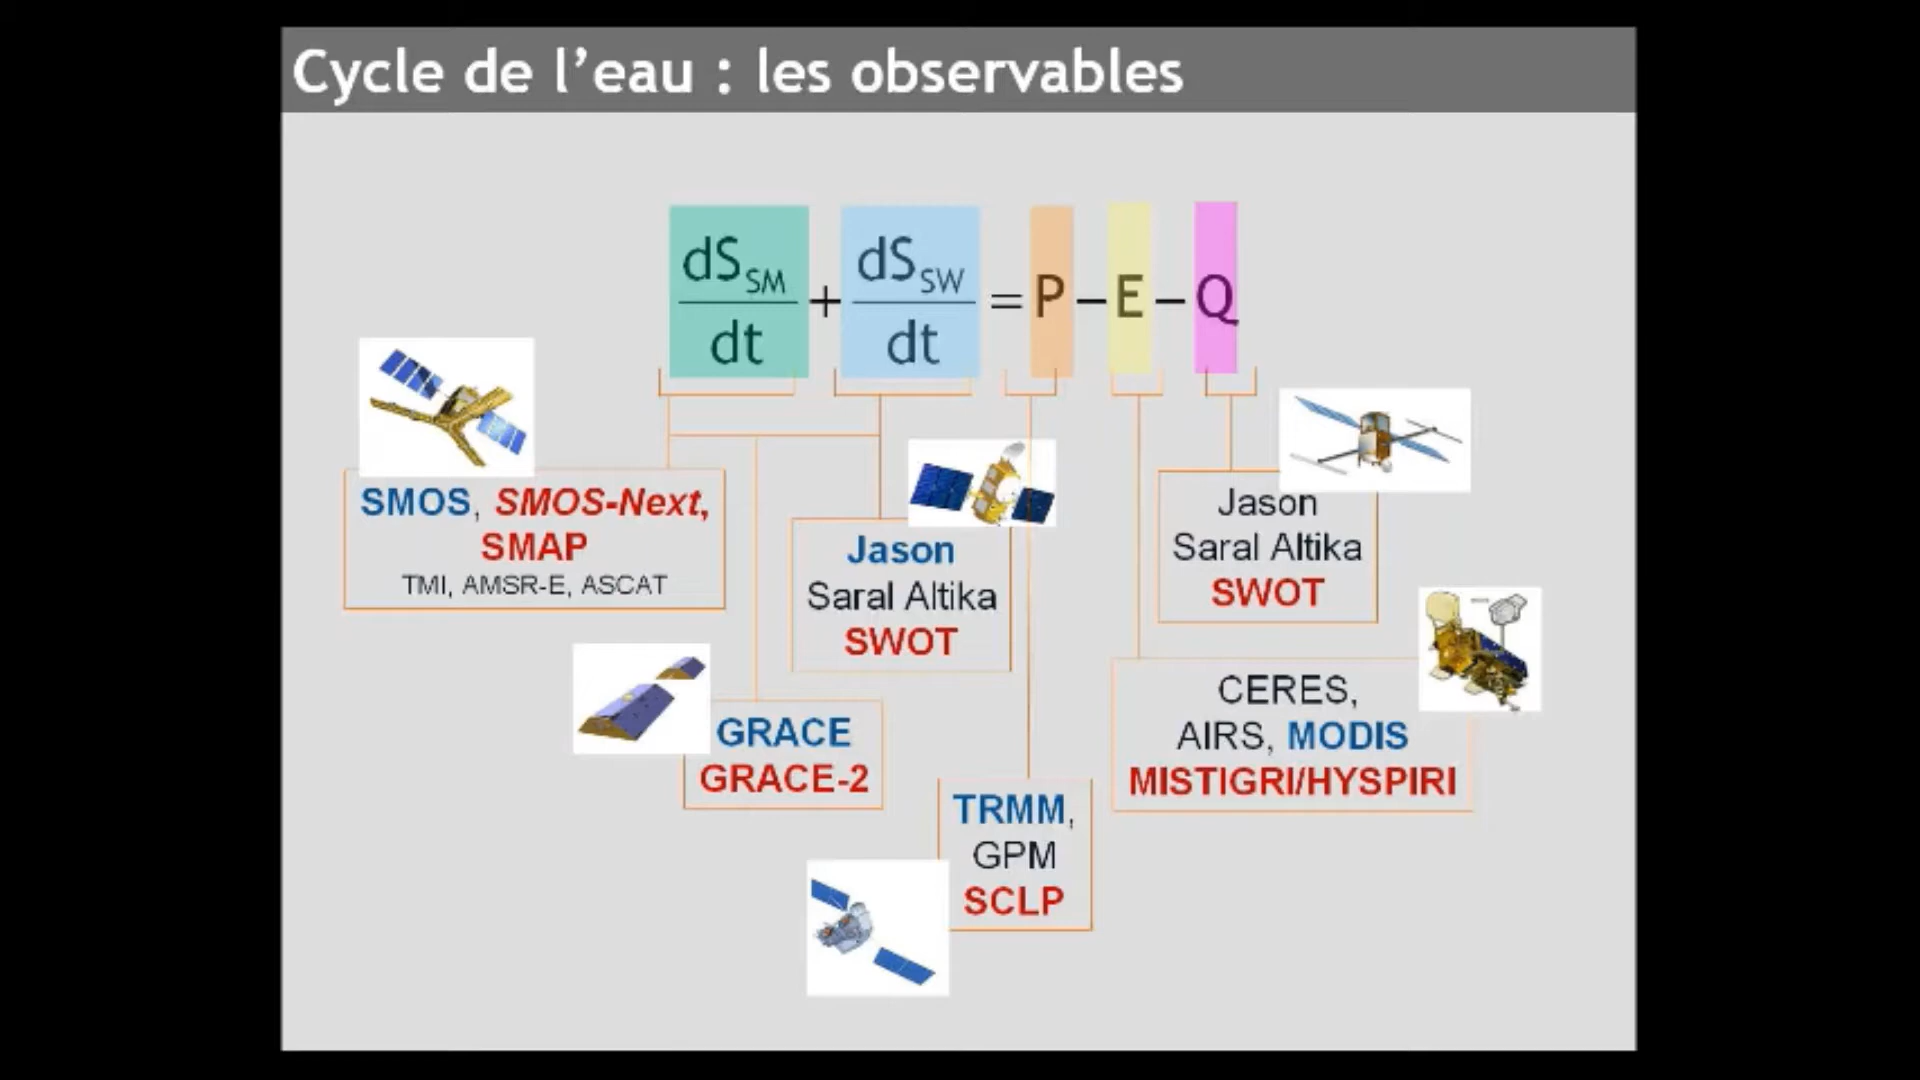 Cycle de l’eau : les observables
dS_SM/dt + dS_SW/dt = P – E – Q
SMOS, SMOS-Next,
SMAP
TMI, AMSR-E, ASCAT
Jason
Saral Altika
SWOT
Jason
Saral Altika
SWOT
GRACE
GRACE-2
CERES,
AIRS, MODIS
MISTIGRI/HYSPIRI
TRMM,
GPM
SCLP